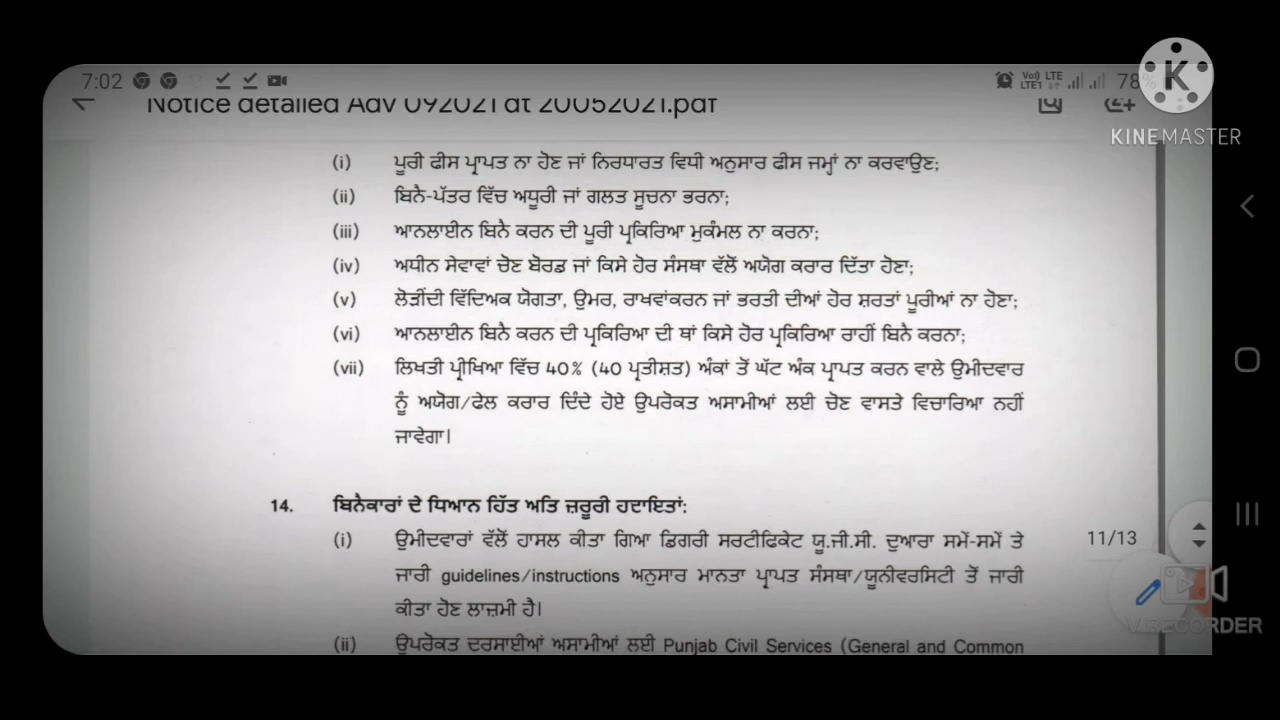 7:02
Vo) LTE
LTE1
78%
KINEMASTER
Notice detailed Adv 092021 dt 20052021.pdf
(i) ਪੂਰੀ ਫੀਸ ਪ੍ਰਾਪਤ ਨਾ ਹੋਣ ਜਾਂ ਨਿਰਧਾਰਤ ਵਿਧੀ ਅਨੁਸਾਰ ਫੀਸ ਜਮ੍ਹਾਂ ਨਾ ਕਰਵਾਉਣ;
(ii) ਬਿਨੈ-ਪੱਤਰ ਵਿੱਚ ਅਧੂਰੀ ਜਾਂ ਗਲਤ ਸੂਚਨਾ ਭਰਨਾ;
(iii) ਆਨਲਾਈਨ ਬਿਨੈ ਕਰਨ ਦੀ ਪੂਰੀ ਪ੍ਰਕਿਰਿਆ ਮੁਕੰਮਲ ਨਾ ਕਰਨਾ;
(iv) ਅਧੀਨ ਸੇਵਾਵਾਂ ਚੋਣ ਬੋਰਡ ਜਾਂ ਕਿਸੇ ਹੋਰ ਸੰਸਥਾ ਵੱਲੋਂ ਅਯੋਗ ਕਰਾਰ ਦਿੱਤਾ ਹੋਣਾ;
(v) ਲੋੜੀਂਦੀ ਵਿੱਦਿਅਕ ਯੋਗਤਾ, ਉਮਰ, ਰਾਖਵਾਂਕਰਨ ਜਾਂ ਭਰਤੀ ਦੀਆਂ ਹੋਰ ਸ਼ਰਤਾਂ ਪੂਰੀਆਂ ਨਾ ਹੋਣਾ;
(vi) ਆਨਲਾਈਨ ਬਿਨੈ ਕਰਨ ਦੀ ਪ੍ਰਕਿਰਿਆ ਦੀ ਥਾਂ ਕਿਸੇ ਹੋਰ ਪ੍ਰਕਿਰਿਆ ਰਾਹੀਂ ਬਿਨੈ ਕਰਨਾ;
(vii) ਲਿਖਤੀ ਪ੍ਰੀਖਿਆ ਵਿੱਚ 40% (40 ਪ੍ਰਤੀਸ਼ਤ) ਅੰਕਾਂ ਤੋਂ ਘੱਟ ਅੰਕ ਪ੍ਰਾਪਤ ਕਰਨ ਵਾਲੇ ਉਮੀਦਵਾਰ
ਨੂੰ ਅਯੋਗ/ਫੇਲ ਕਰਾਰ ਦਿੰਦੇ ਹੋਏ ਉਪਰੋਕਤ ਅਸਾਮੀਆਂ ਲਈ ਚੋਣ ਵਾਸਤੇ ਵਿਚਾਰਿਆ ਨਹੀਂ
ਜਾਵੇਗਾ।
14. ਬਿਨੈਕਾਰਾਂ ਦੇ ਧਿਆਨ ਹਿੱਤ ਅਤਿ ਜ਼ਰੂਰੀ ਹਦਾਇਤਾਂ:
(i) ਉਮੀਦਵਾਰਾਂ ਵੱਲੋਂ ਹਾਸਲ ਕੀਤਾ ਗਿਆ ਡਿਗਰੀ ਸਰਟੀਫਿਕੇਟ ਯੂ.ਜੀ.ਸੀ. ਦੁਆਰਾ ਸਮੇਂ-ਸਮੇਂ ਤੇ
ਜਾਰੀ guidelines/instructions ਅਨੁਸਾਰ ਮਾਨਤਾ ਪ੍ਰਾਪਤ ਸੰਸਥਾ/ਯੂਨੀਵਰਸਿਟੀ ਤੋਂ ਜਾਰੀ
ਕੀਤਾ ਹੋਣ ਲਾਜ਼ਮੀ ਹੈ।
(ii) ਉਪਰੋਕਤ ਦਰਸਾਈਆਂ ਅਸਾਮੀਆਂ ਲਈ Punjab Civil Services (General and Common
11/13
V.RECORDER